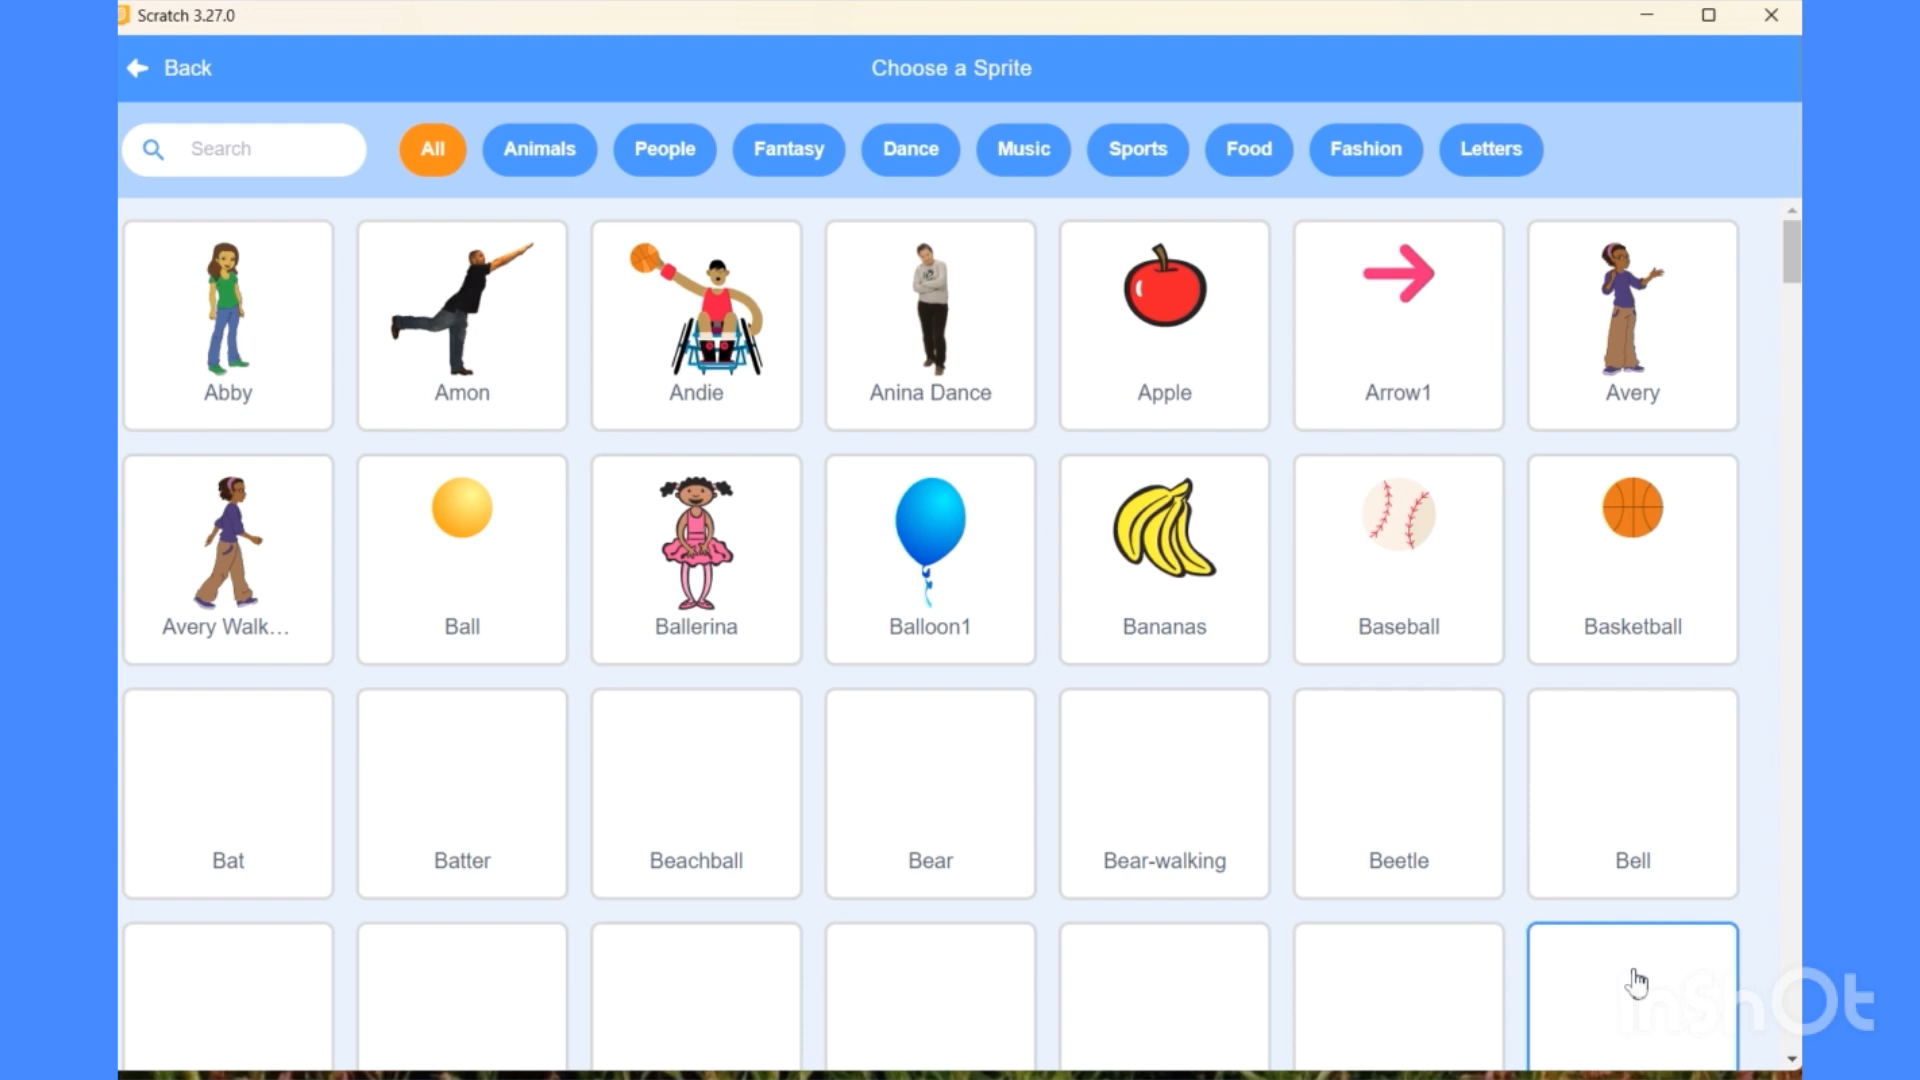 Scratch 3.27.0
Back
Choose a Sprite
Search
All
Animals
People
Fantasy
Dance
Music
Sports
Food
Fashion
Letters
Abby
Amon
Andie
Anina Dance
Apple
Arrow1
Avery
Avery Walk...
Ball
Ballerina
Balloon1
Bananas
Baseball
Basketball
Bat
Batter
Beachball
Bear
Bear-walking
Beetle
Bell
InShOt